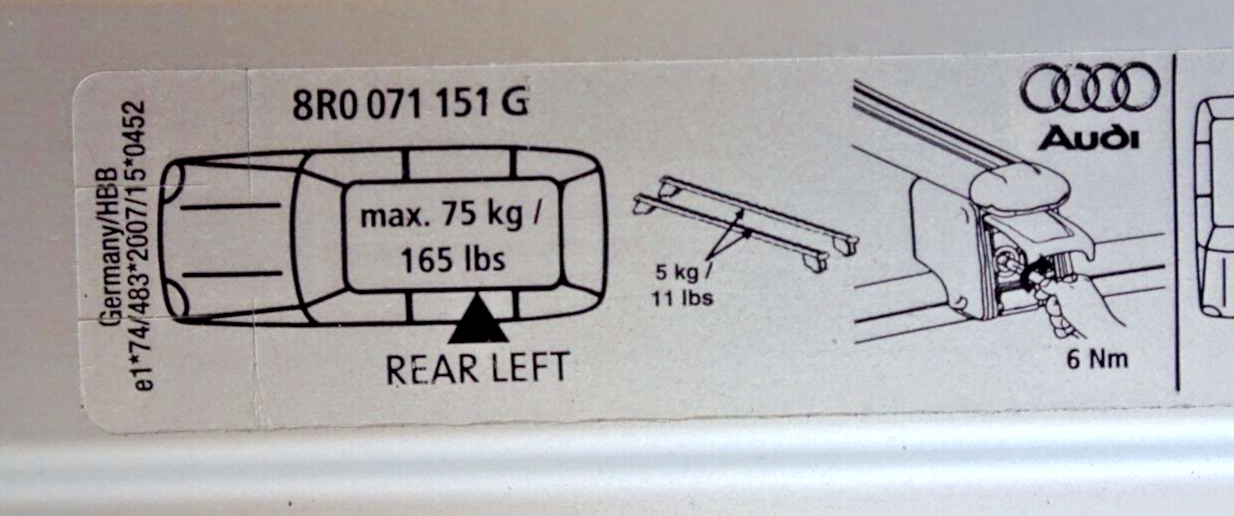 Germany/HBB
e1*74/483*2007/15*0452
8R0 071 151 G
max. 75 kg /
165 lbs
REAR LEFT
5 kg /
11 lbs
Audi
6 Nm